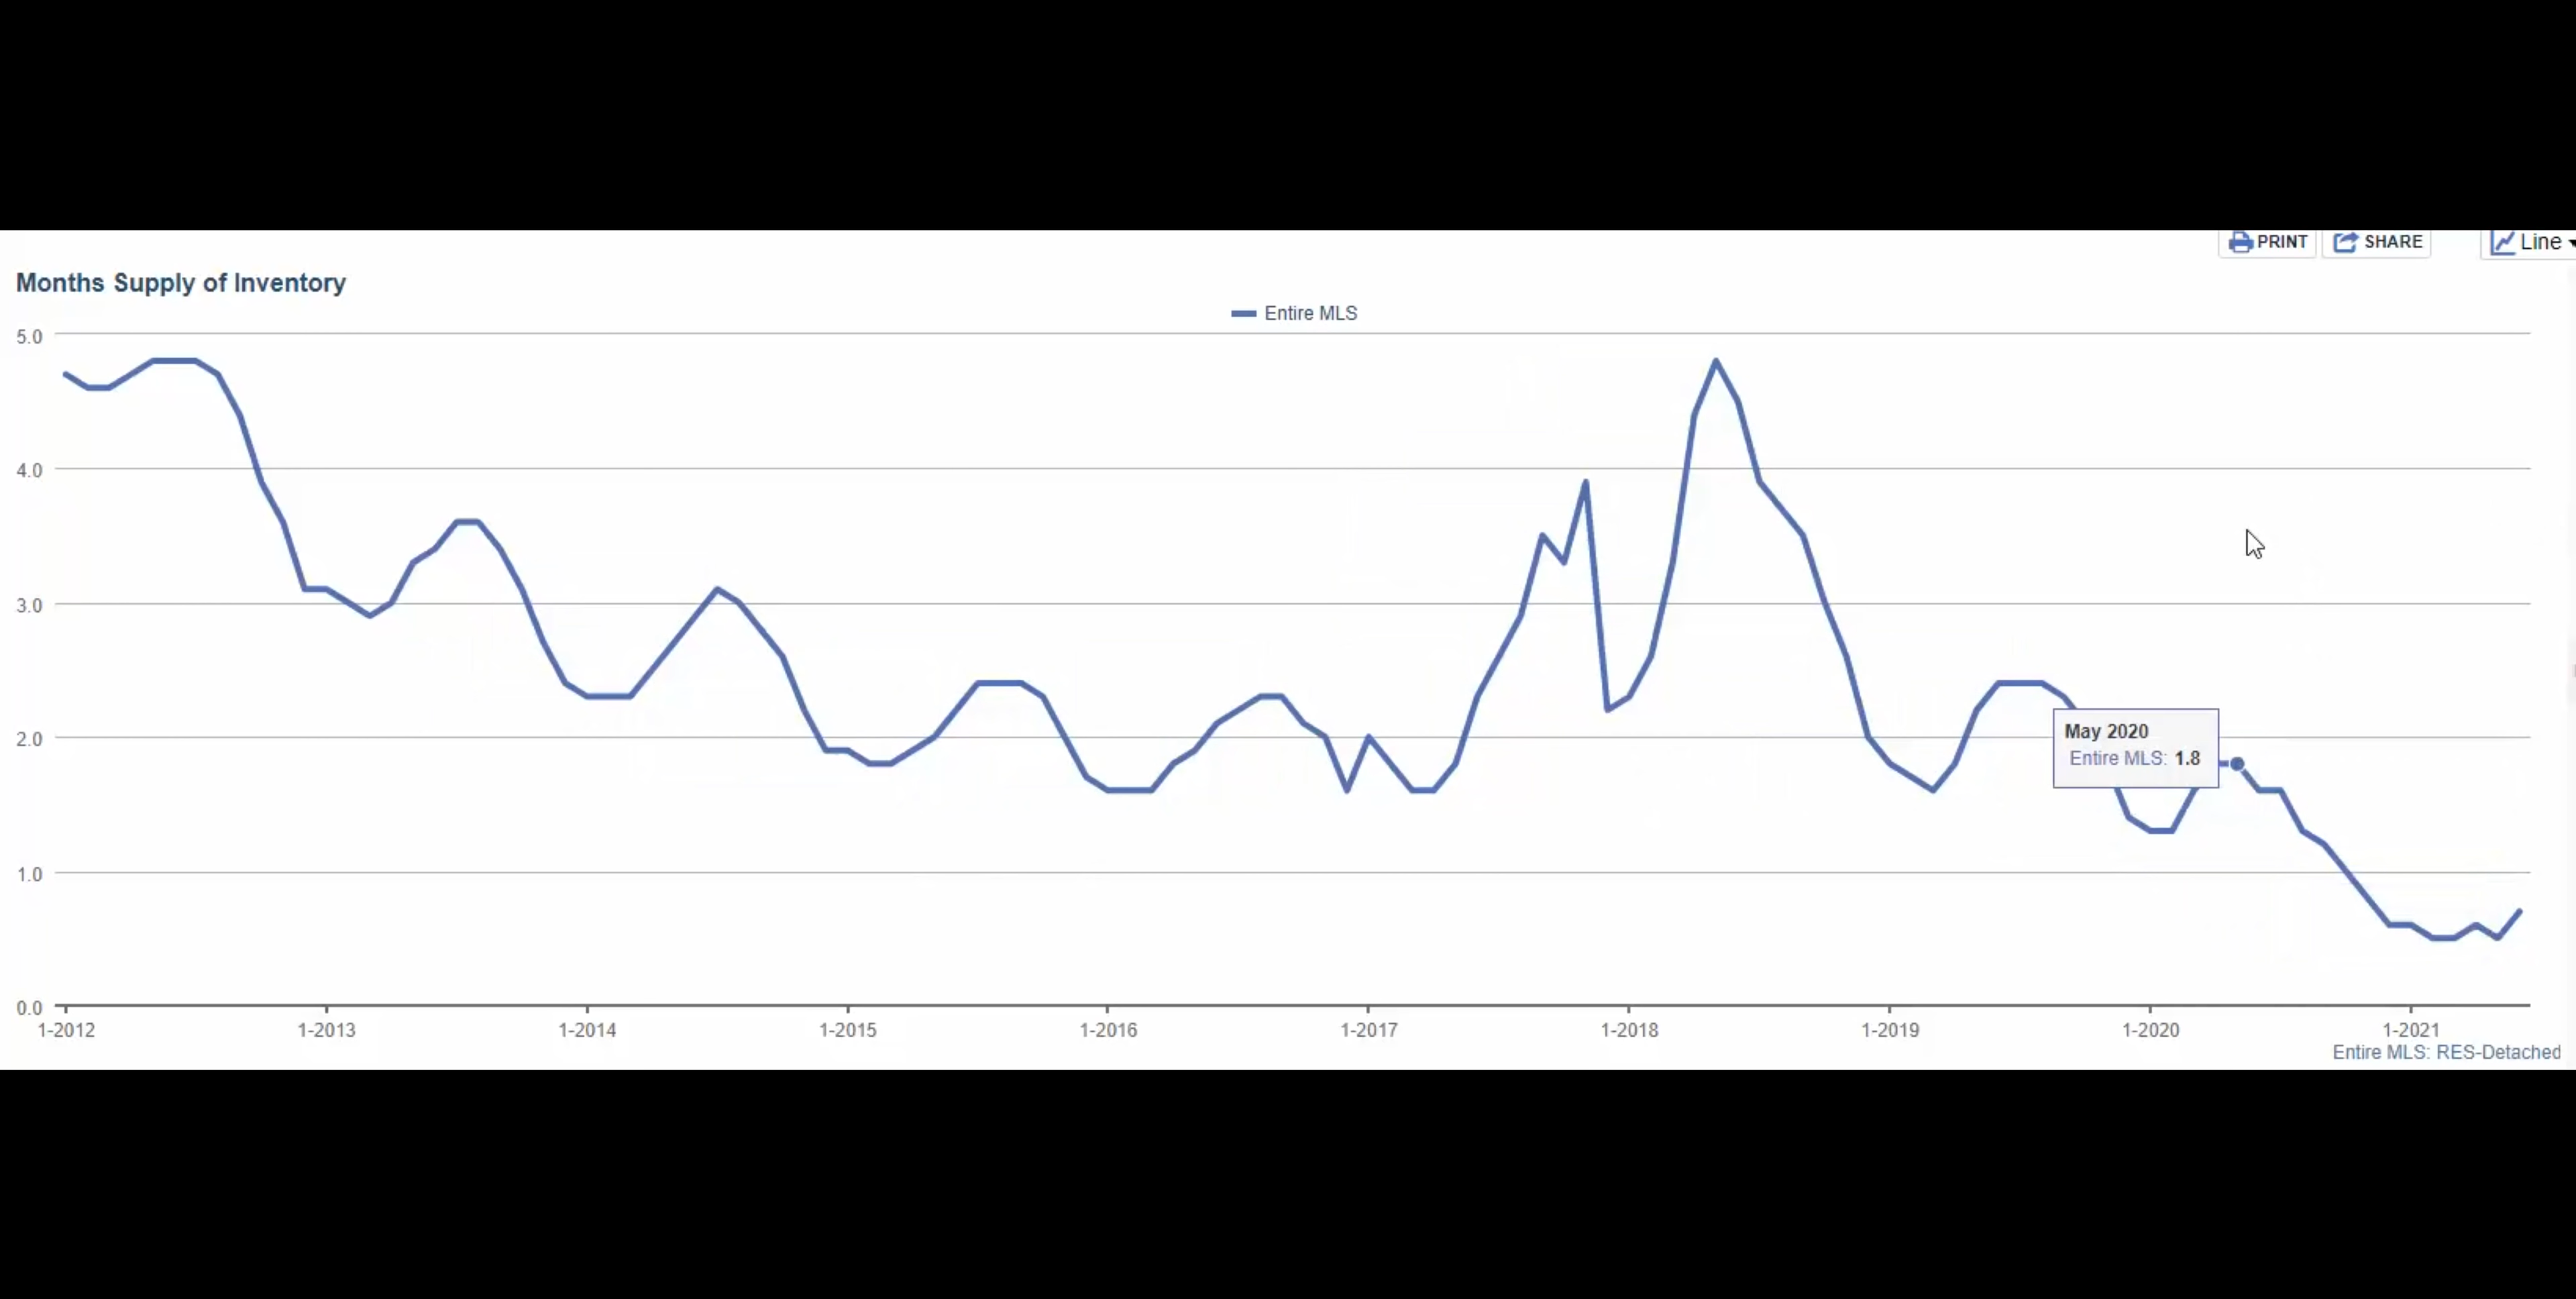 PRINT SHARE Line
Months Supply of Inventory
Entire MLS
5.0
4.0
3.0
2.0
1.0
0.0
May 2020
Entire MLS: 1.8
1-2012 1-2013 1-2014 1-2015 1-2016 1-2017 1-2018 1-2019 1-2020 1-2021
Entire MLS: RES-Detached